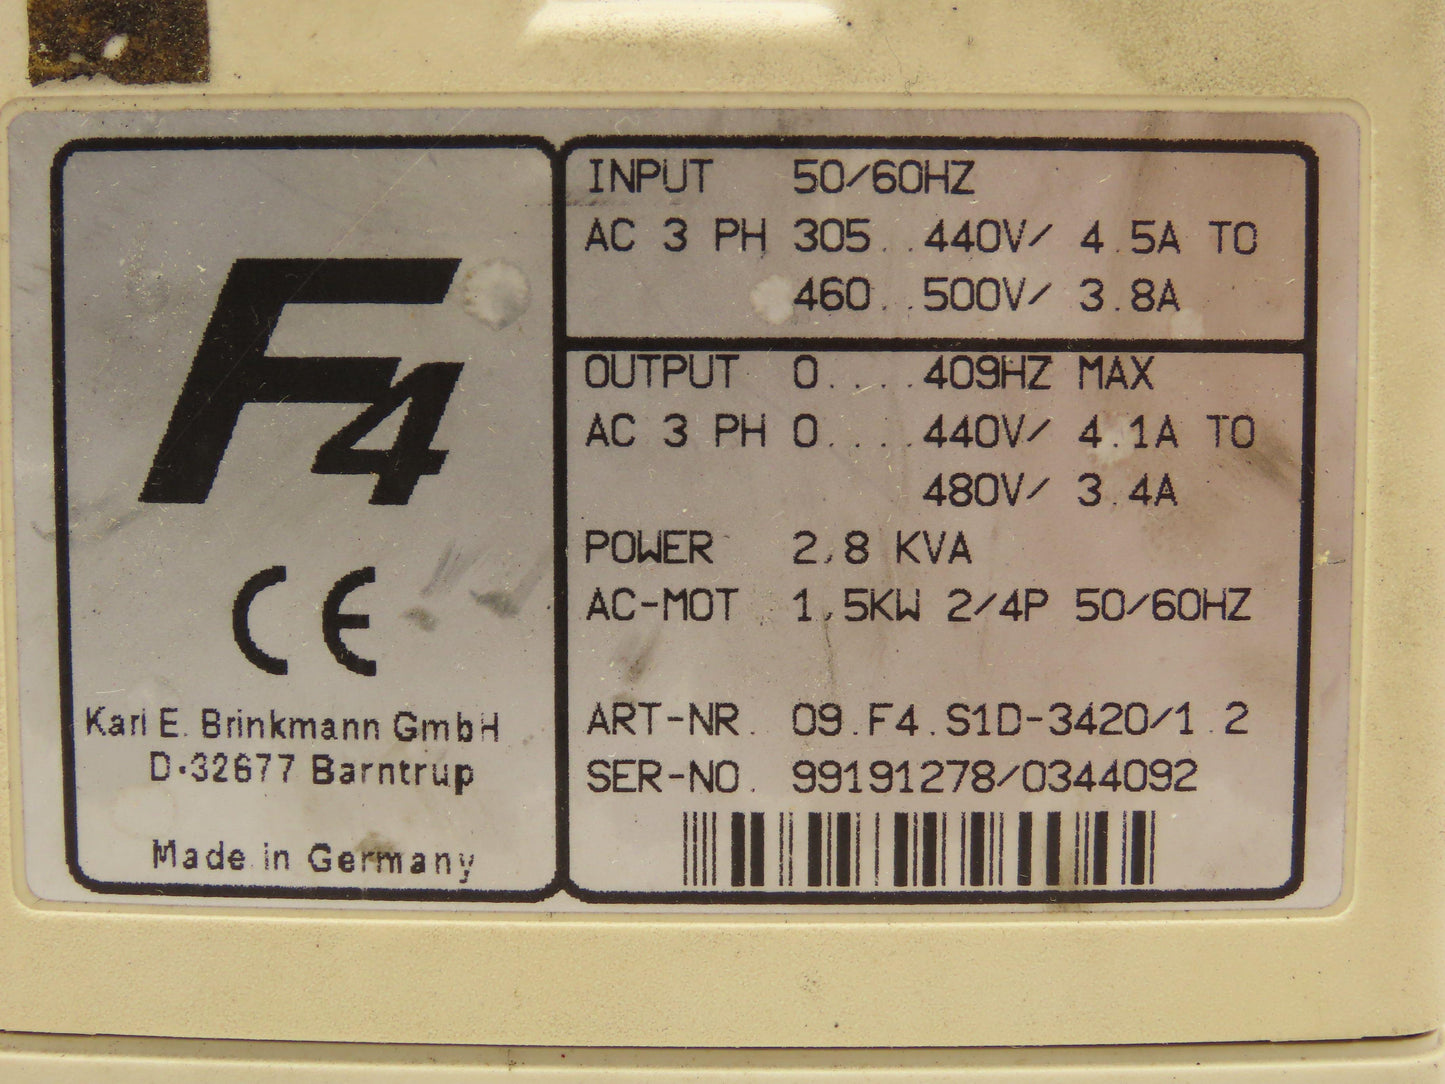 F4
CE
Karl E. Brinkmann GmbH
D-32677 Barntrup
Made in Germany
INPUT 50/60HZ
AC 3 PH 305..440V/ 4.5A TO
460..500V/ 3.8A
OUTPUT 0....409HZ MAX
AC 3 PH 0....440V/ 4.1A TO
480V/ 3.4A
POWER 2,8 KVA
AC-MOT 1,5KW 2/4P 50/60HZ
ART-NR. 09.F4.S1D-3420/1.2
SER-NO. 99191278/0344092